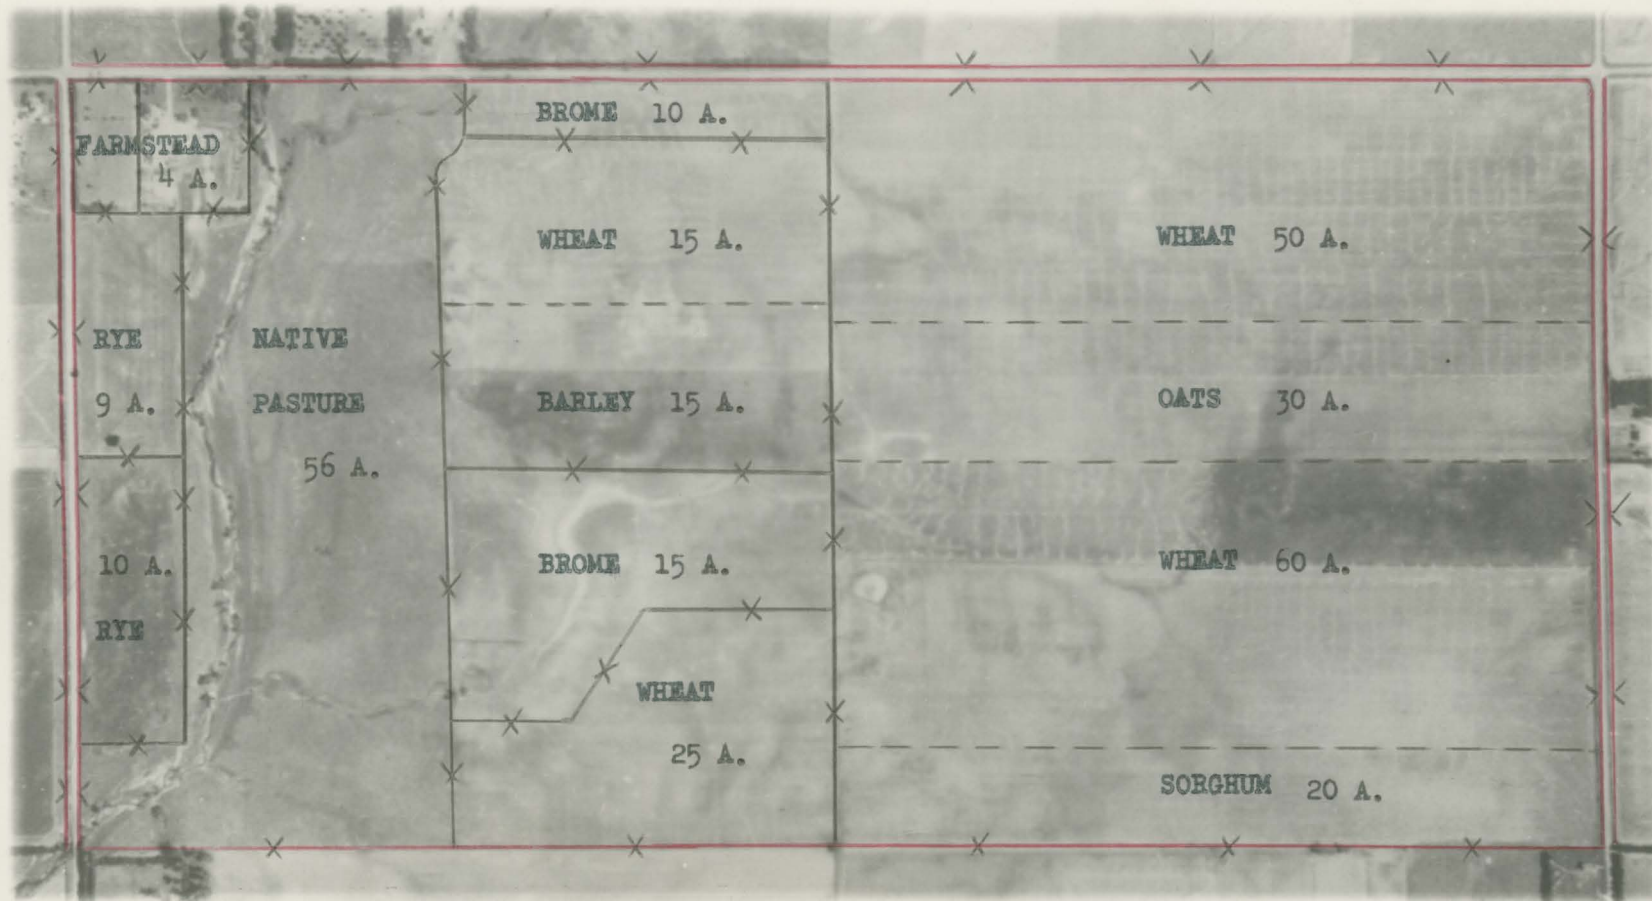 FARMSTEAD
4 A.
RYE
9 A.
10 A.
RYE
NATIVE
PASTURE
56 A.
BROME 10 A.
WHEAT 15 A.
BARLEY 15 A.
BROME 15 A.
WHEAT
25 A.
WHEAT 50 A.
OATS 30 A.
WHEAT 60 A.
SORGHUM 20 A.